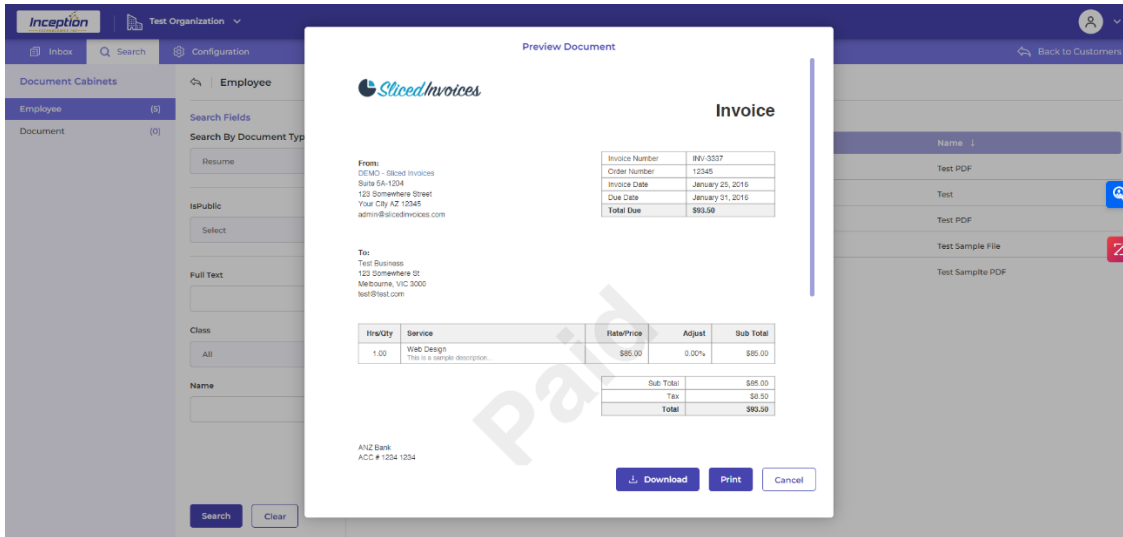 Inception
Test Organization
Inbox
Search
Configuration
Back to Customers
Document Cabinets
Employee (5)
Document (0)
Employee
Search Fields
Search By Document Typ
Resume
IsPublic
Select
Full Text
Class
All
Name
Search
Clear
Preview Document
Sliced Invoices
Invoice
From:
DEMO - Sliced Invoices
Suite 5A-1204
123 Somewhere Street
Your City AZ 12345
admin@slicedinvoices.com
Invoice Number INV-3337
Order Number 12345
Invoice Date January 25, 2016
Due Date January 31, 2016
Total Due $93.50
To:
Test Business
123 Somewhere St
Melbourne, VIC 3000
test@test.com
Hrs/Qty Service Rate/Price Adjust Sub Total
1.00 Web Design $85.00 0.00% $85.00
This is a sample description...
Sub Total $85.00
Tax $8.50
Total $93.50
Paid
ANZ Bank
ACC # 1234 1234
Download
Print
Cancel
Name ↓
Test PDF
Test
Test PDF
Test Sample File
Test Samplte PDF